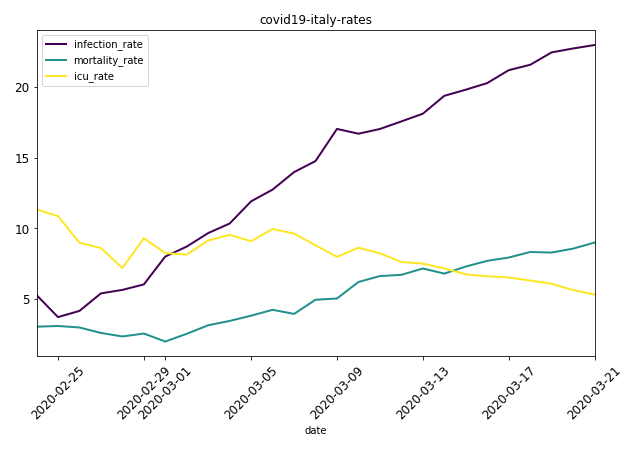 covid19-italy-rates
infection_rate
mortality_rate
icu_rate
20
15
10
5
2020-02-25
2020-02-29
2020-03-01
2020-03-05
2020-03-09
2020-03-13
2020-03-17
2020-03-21
date